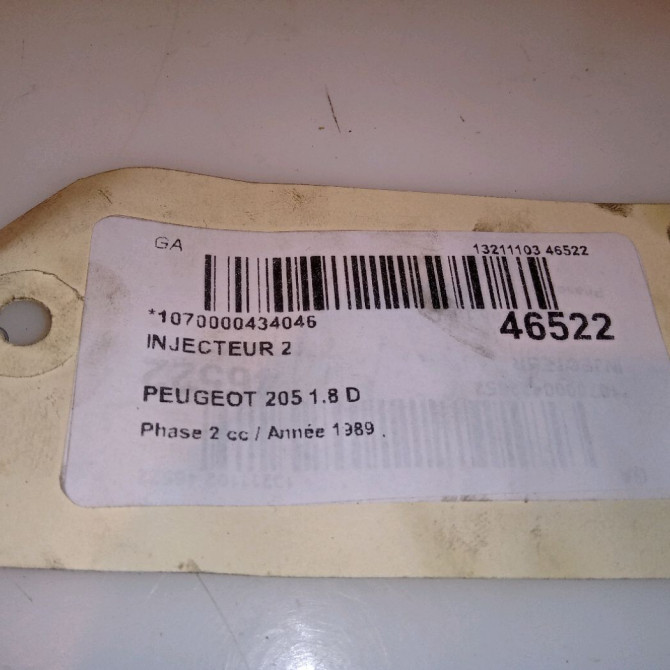 GA
13211103 46522
*1070000434046
46522
INJECTEUR 2
PEUGEOT 205 1.8 D
Phase 2 cc / Année 1989 .